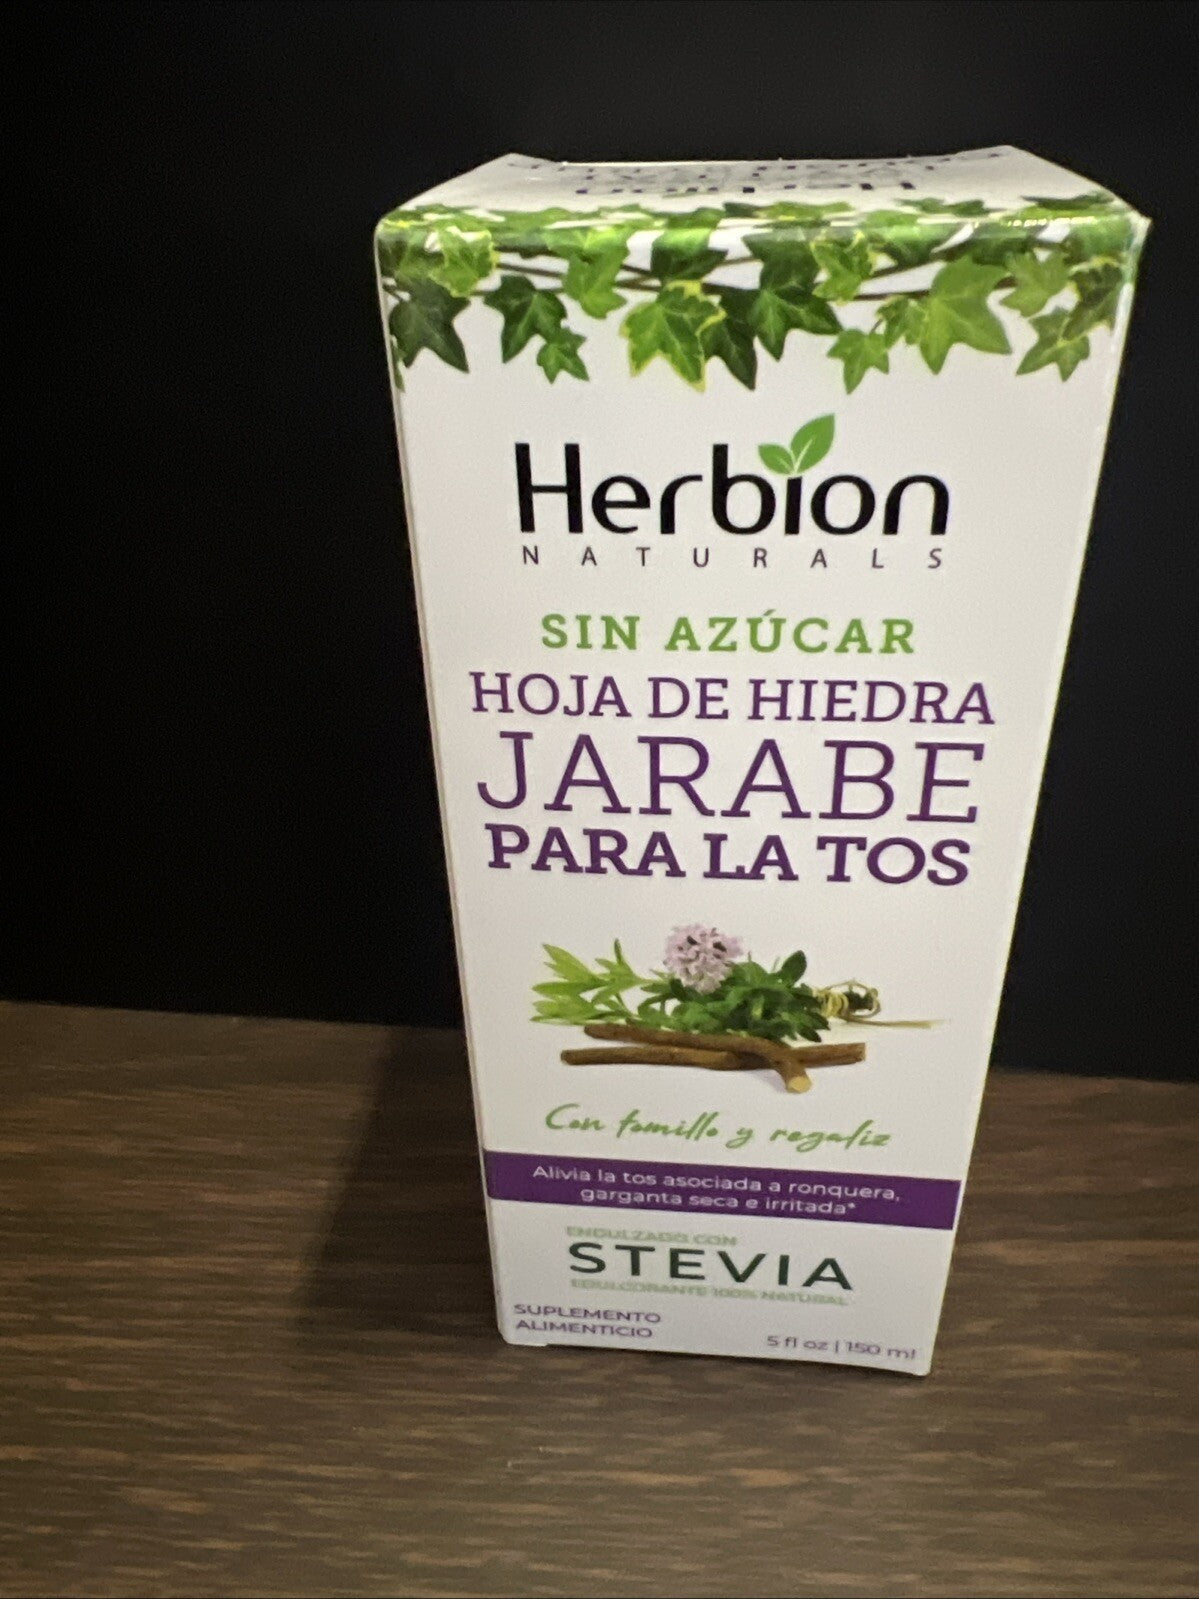 Herbion
NATURALS
SIN AZÚCAR
HOJA DE HIEDRA
JARABE
PARA LA TOS
Con tomillo y regaliz
Alivia la tos asociada a ronquera,
garganta seca e irritada*
ENDULZADO CON
STEVIA
EDULCORANTE 100% NATURAL
SUPLEMENTO
ALIMENTICIO
5 fl oz | 150 ml